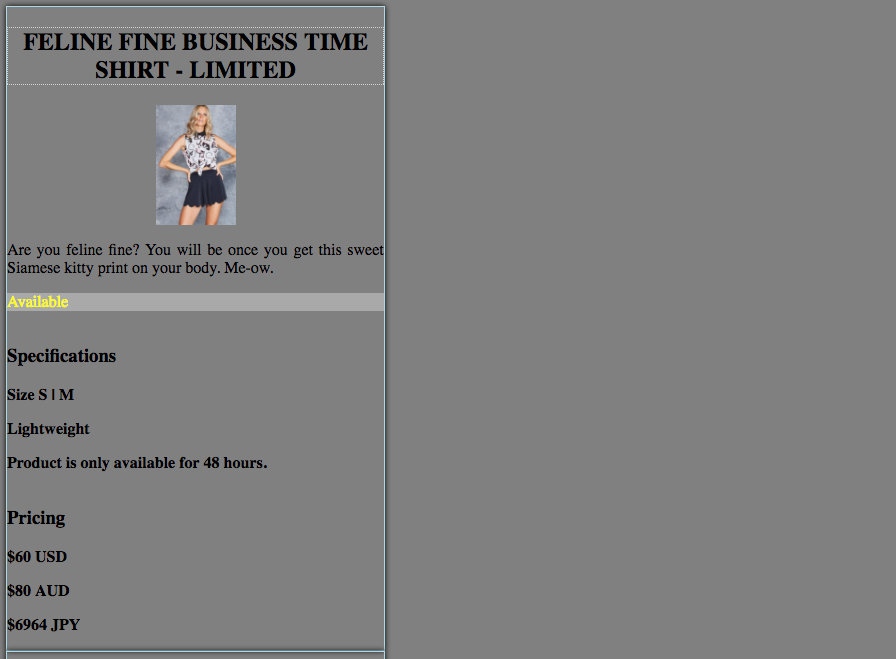 FELINE FINE BUSINESS TIME
SHIRT - LIMITED
Are you feline fine? You will be once you get this sweet
Siamese kitty print on your body. Me-ow.
Available
Specifications
Size S | M
Lightweight
Product is only available for 48 hours.
Pricing
$60 USD
$80 AUD
$6964 JPY